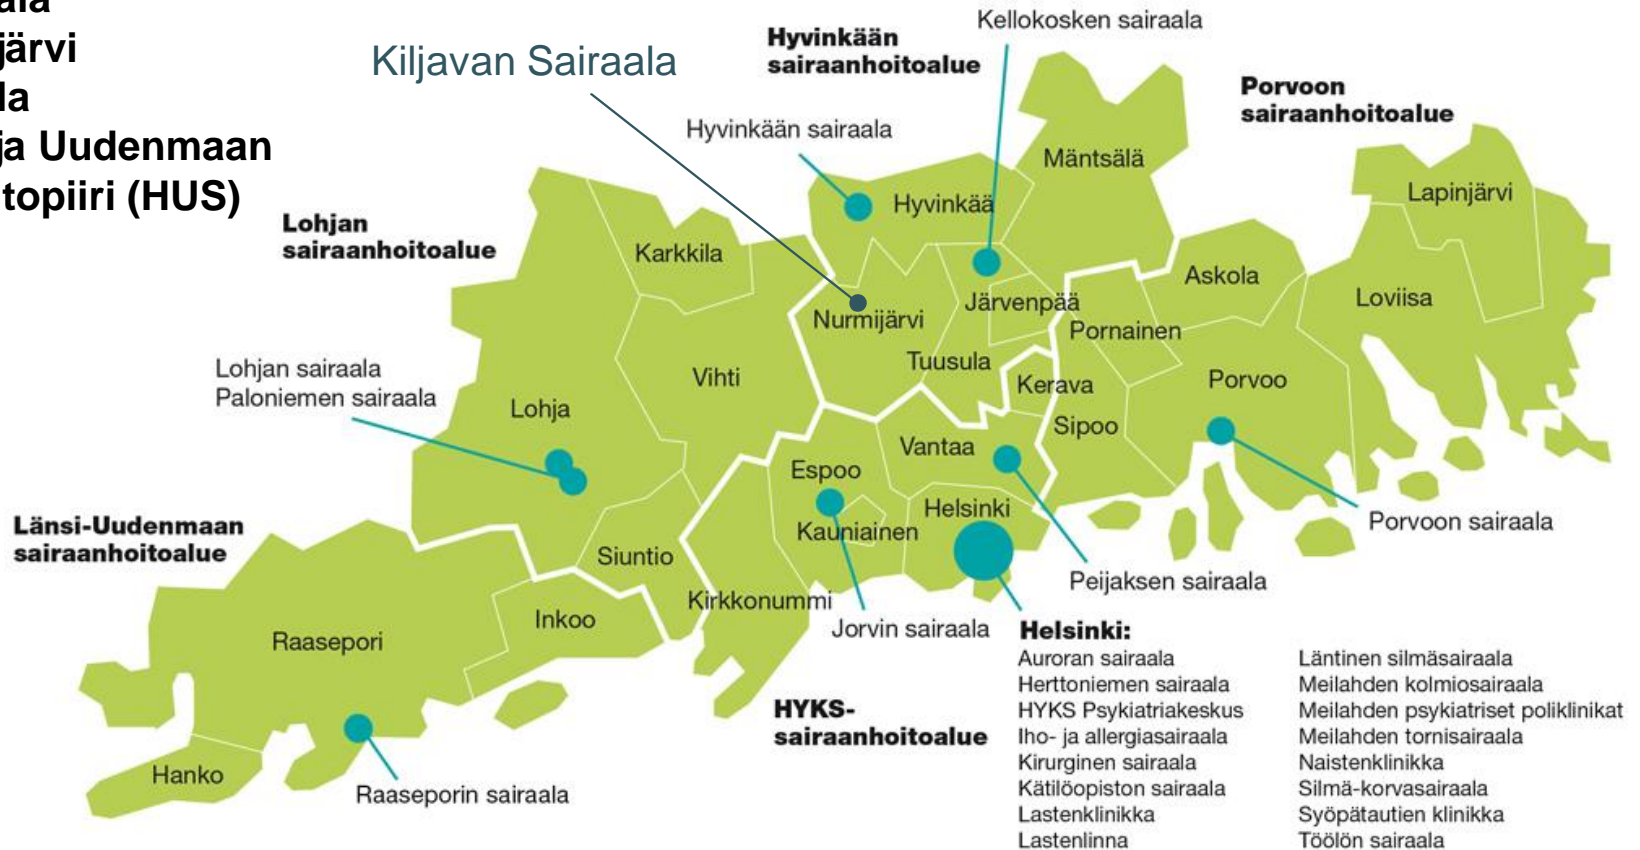 järvi
ja Uudenmaan
topiiri (HUS)
Kiljavan Sairaala
Kellokosken sairaala
Hyvinkään
sairaanhoitoalue
Porvoon
sairaanhoitoalue
Hyvinkään sairaala
Mäntsälä
Lapinjärvi
Hyvinkää
Lohjan
sairaanhoitoalue
Karkkila
Askola
Loviisa
Järvenpää
Nurmijärvi
Pornainen
Tuusula
Lohjan sairaala
Paloniemen sairaala
Vihti
Kerava
Porvoo
Lohja
Sipoo
Vantaa
Espoo
Helsinki
Kauniainen
Porvoon sairaala
Länsi-Uudenmaan
sairaanhoitoalue
Siuntio
Peijaksen sairaala
Kirkkonummi
Inkoo
Jorvin sairaala
Raasepori
HYKS-
sairaanhoitoalue
Hanko
Raaseporin sairaala
Helsinki:
Auroran sairaala
Herttoniemen sairaala
HYKS Psykiatriakeskus
Iho- ja allergiasairaala
Kirurginen sairaala
Kätilöopiston sairaala
Lastenklinikka
Lastenlinna
Läntinen silmäsairaala
Meilahden kolmiosairaala
Meilahden psykiatriset poliklinikat
Meilahden tornisairaala
Naistenklinikka
Silmä-korvasairaala
Syöpätautien klinikka
Töölön sairaala